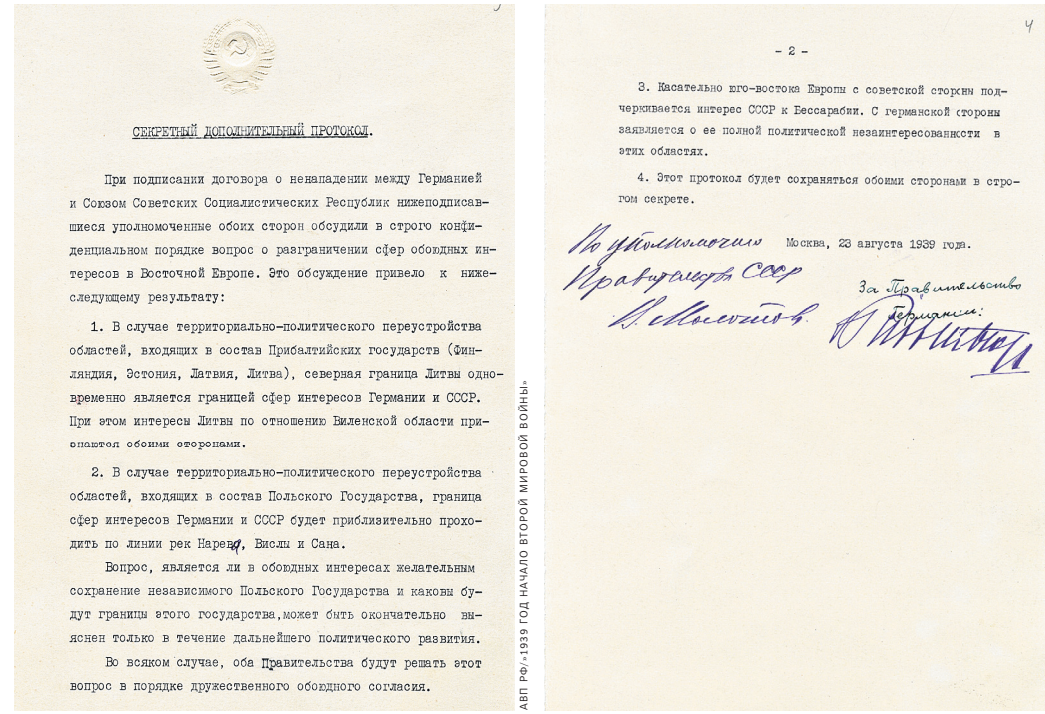 СЕКРЕТНЫЙ ДОПОЛНИТЕЛЬНЫЙ ПРОТОКОЛ.
При подписании договора о ненападении между Германией
и Союзом Советских Социалистических Республик нижеподписав-
шиеся уполномоченные обоих сторон обсудили в строго конфи-
денциальном порядке вопрос о разграничении сфер обоюдных ин-
тересов в Восточной Европе. Это обсуждение привело к ниже-
следующему результату:
1. В случае территориально-политического переустройства
областей, входящих в состав Прибалтийских государств (Фин-
ляндия, Эстония, Латвия, Литва), северная граница Литвы одно-
временно является границей сфер интересов Германии и СССР.
При этом интересы Литвы по отношению Виленской области при-
знаются обоими сторонами.
2. В случае территориально-политического переустройства
областей, входящих в состав Польского Государства, граница
сфер интересов Германии и СССР будет приблизительно прохо-
дить по линии рек Нарева, Вислы и Сана.
Вопрос, является ли в обоюдных интересах желательным
сохранение независимого Польского Государства и каковы бу-
дут границы этого государства, может быть окончательно вы-
яснен только в течение дальнейшего политического развития.
Во всяком случае, оба Правительства будут решать этот
вопрос в порядке дружественного обоюдного согласия.
АВП РФ/»1939 ГОД НАЧАЛО ВТОРОЙ МИРОВОЙ ВОЙНЫ»
4
- 2 -
3. Касательно юго-востока Европы с советской стороны под-
черкивается интерес СССР к Бессарабии. С германской стороны
заявляется о ее полной политической незаинтересованности в
этих областях.
4. Этот протокол будет сохраняться обоими сторонами в стро-
гом секрете.
Москва, 23 августа 1939 года.
По уполномочию
Правительства СССР
В. Молотов.
За Правительство
Германии: